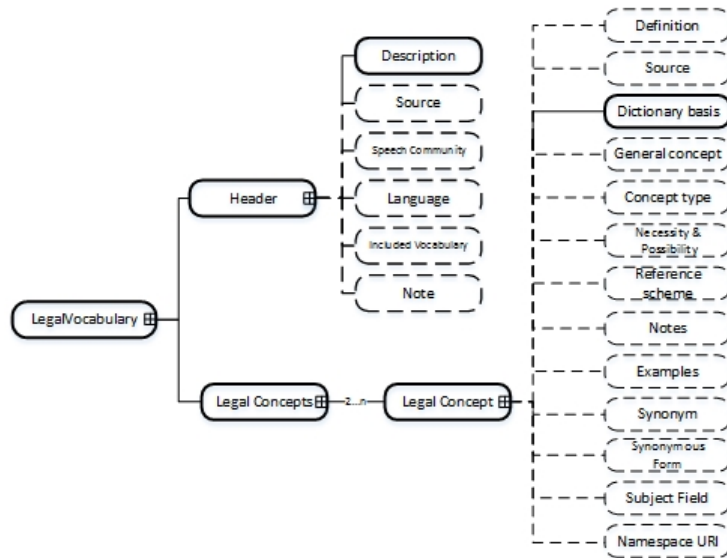 Definition
Description
Source
Source
Dictionary basis
Speech Community
General concept
Header
Language
Concept type
Included Vocabulary
Necessity &
Possibility
Note
Reference
scheme
LegalVocabulary
Notes
Examples
Legal Concepts
2...n
Legal Concept
Synonym
Synonymous
Form
Subject Field
Namespace URI